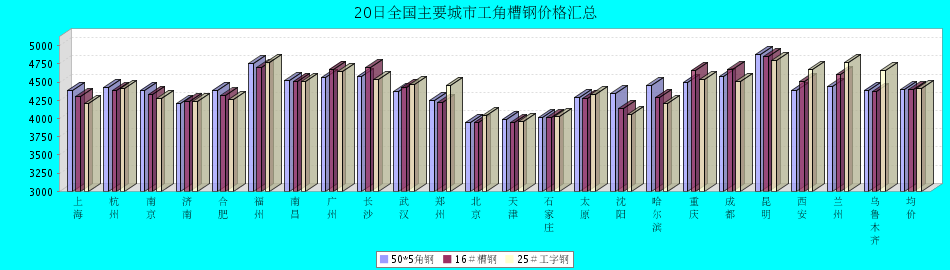 20日全国主要城市工角槽钢价格汇总
5000
4750
4500
4250
4000
3750
3500
3250
3000
上海
杭州
南京
济南
合肥
福州
南昌
广州
长沙
武汉
郑州
北京
天津
石家庄
太原
沈阳
哈尔滨
重庆
成都
昆明
西安
兰州
乌鲁木齐
均价
50*5角钢
16#槽钢
25#工字钢